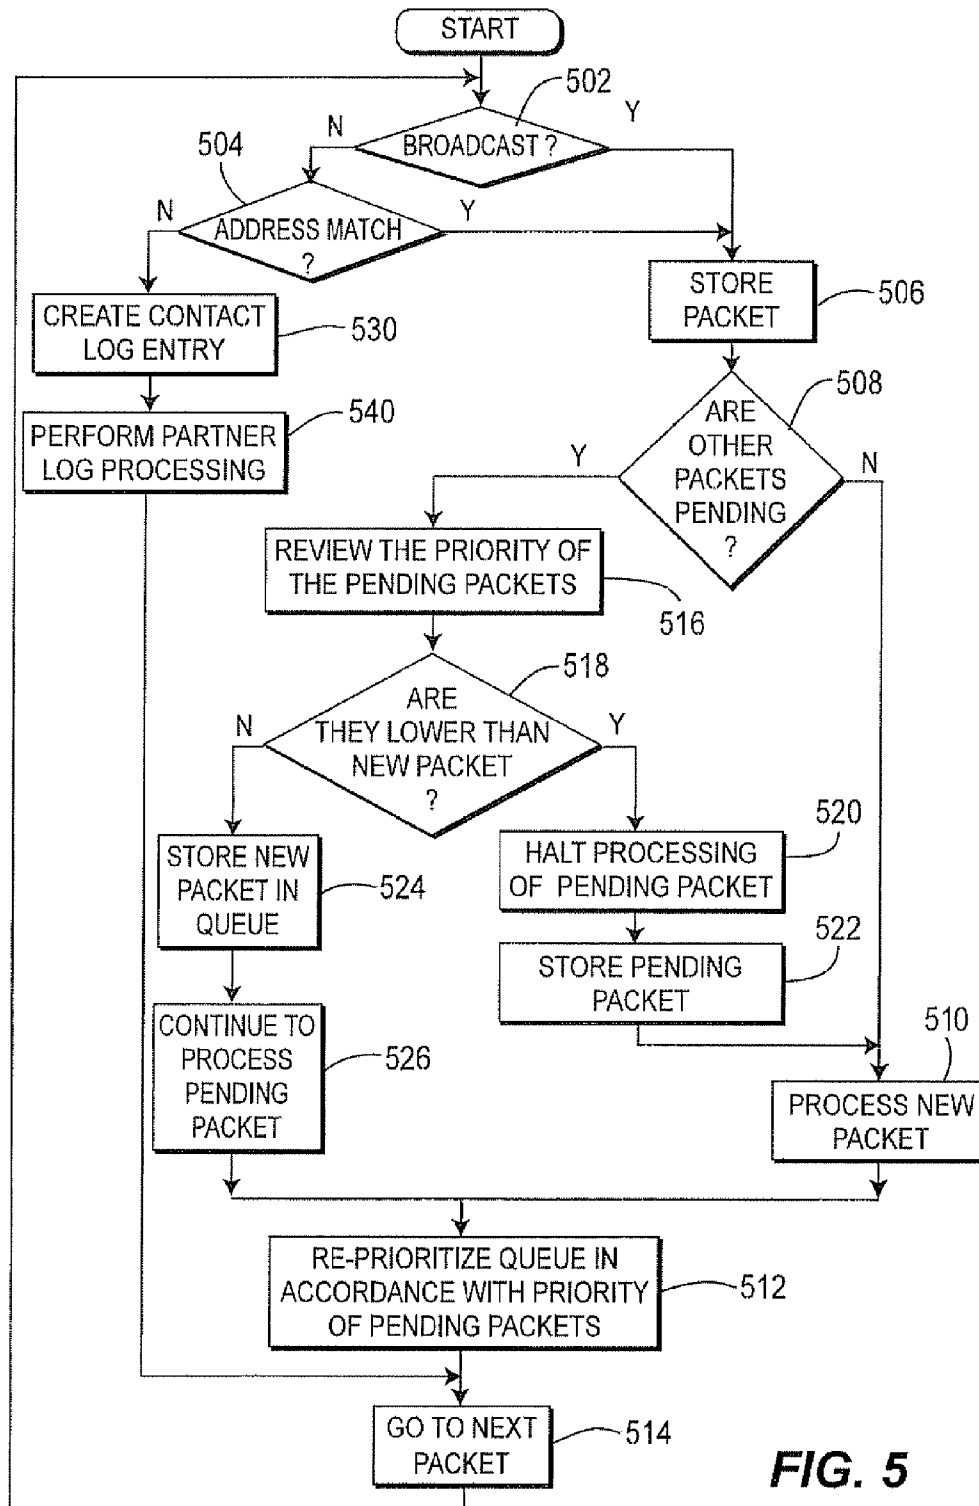 START
502
Y
N
BROADCAST ?
504
N
Y
ADDRESS MATCH
?
STORE
PACKET
506
CREATE CONTACT
LOG ENTRY
530
508
ARE
OTHER
PACKETS
PENDING
?
540
PERFORM PARTNER
LOG PROCESSING
Y
N
REVIEW THE PRIORITY OF
THE PENDING PACKETS
516
518
ARE
THEY LOWER THAN
NEW PACKET
?
N
Y
520
HALT PROCESSING
OF PENDING PACKET
STORE NEW
PACKET IN
QUEUE
524
522
STORE PENDING
PACKET
CONTINUE TO
PROCESS
PENDING
PACKET
526
510
PROCESS NEW
PACKET
RE-PRIORITIZE QUEUE IN
ACCORDANCE WITH PRIORITY
OF PENDING PACKETS
512
GO TO NEXT
PACKET
514
FIG. 5